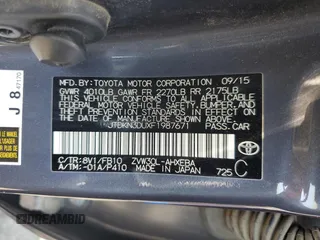 MFD. BY: TOYOTA MOTOR CORPORATION 09/15
GVWR 4010LB GAWR FR 2270LB RR 2175LB
THIS VEHICLE CONFORMS TO ALL APPLICABLE
FEDERAL MOTOR VEHICLE SAFETY, BUMPER, AND
THEFT PREVENTION STANDARDS IN EFFECT ON
THE DATE OF MANUFACTURE SHOWN ABOVE.
JTDKN3DUXF1987671 PASS.CAR
C/TR:8V1/FB10 ZVW30L-AHXEBA
A/TM:-01A/P410 MADE IN JAPAN 725 C
J 8